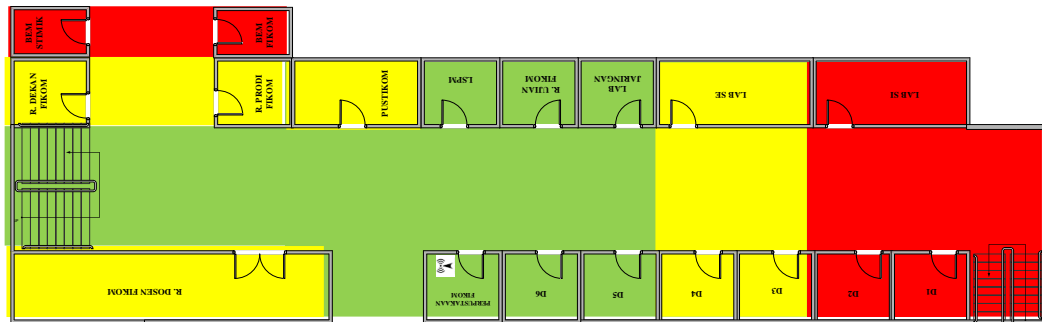 BEM
STIMIK
BEM
FIKOM
R. DEKAN
FIKOM
R. PRODI
FIKOM
PUSTIKOM
LSPM
R. UJIAN
FIKOM
LAB
JARINGAN
LAB SE
LAB SI
R. DOSEN FIKOM
PERPUSTAKAAN
FIKOM
D6
D5
D4
D3
D2
D1